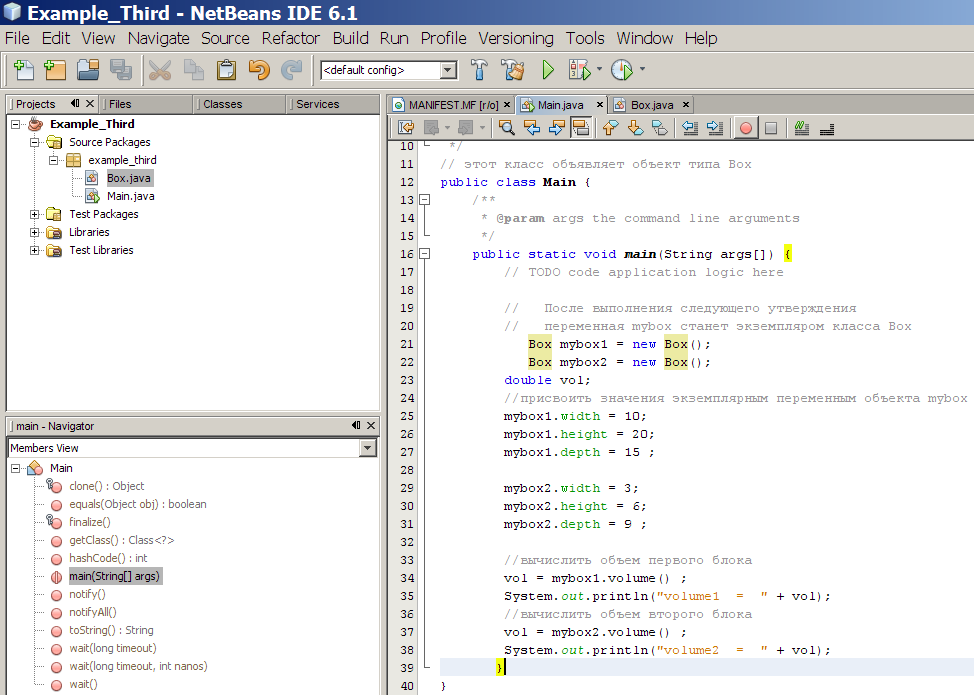 Example_Third - NetBeans IDE 6.1
File Edit View Navigate Source Refactor Build Run Profile Versioning Tools Window Help
<default config>
Projects Files Classes Services
Example_Third
Source Packages
example_third
Box.java
Main.java
Test Packages
Libraries
Test Libraries
main - Navigator
Members View
Main
clone() : Object
equals(Object obj) : boolean
finalize()
getClass() : Class<?>
hashCode() : int
main(String[] args)
notify()
notifyAll()
toString() : String
wait(long timeout)
wait(long timeout, int nanos)
wait()
MANIFEST.MF [r/o] Main.java Box.java
10 */
11 // этот класс объявляет объект типа Box
12 public class Main {
13 /**
14 * @param args the command line arguments
15 */
16 public static void main(String args[]) {
17 // TODO code application logic here
18
19 // После выполнения следующего утверждения
20 // переменная mybox станет экземпляром класса Box
21 Box mybox1 = new Box();
22 Box mybox2 = new Box();
23 double vol;
24 //присвоить значения экземплярным переменным объекта mybox
25 mybox1.width = 10;
26 mybox1.height = 20;
27 mybox1.depth = 15 ;
28
29 mybox2.width = 3;
30 mybox2.height = 6;
31 mybox2.depth = 9 ;
32
33 //вычислить объем первого блока
34 vol = mybox1.volume() ;
35 System.out.println("volume1 = " + vol);
36 //вычислить объем второго блока
37 vol = mybox2.volume() ;
38 System.out.println("volume2 = " + vol);
39 }
40 }